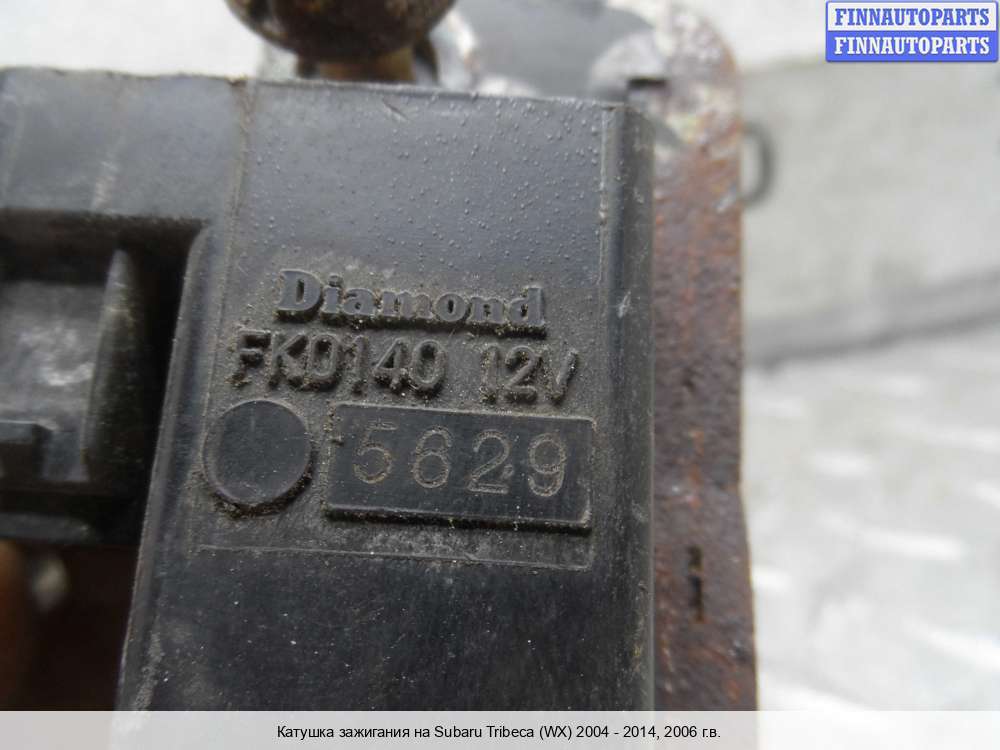 FINNAUTOPARTS
FINNAUTOPARTS
Diamond
FK0140 12V
5629
Катушка зажигания на Subaru Tribeca (WX) 2004 - 2014, 2006 г.в.